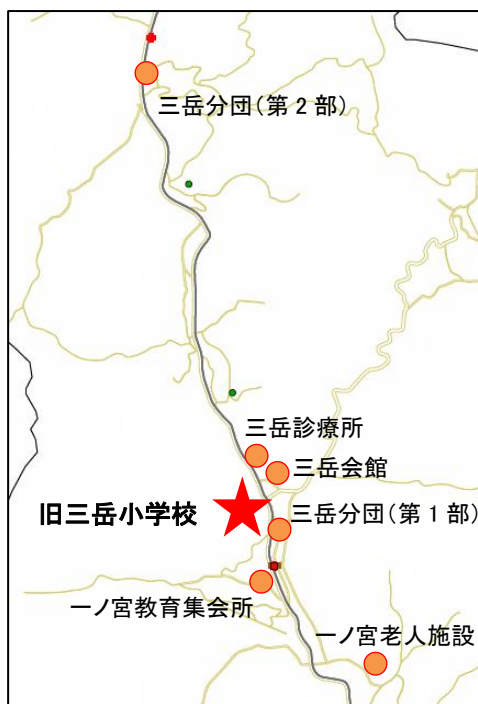 三岳分団（第２部）
三岳診療所
三岳会館
旧三岳小学校
三岳分団（第１部）
一ノ宮教育集会所
一ノ宮老人施設